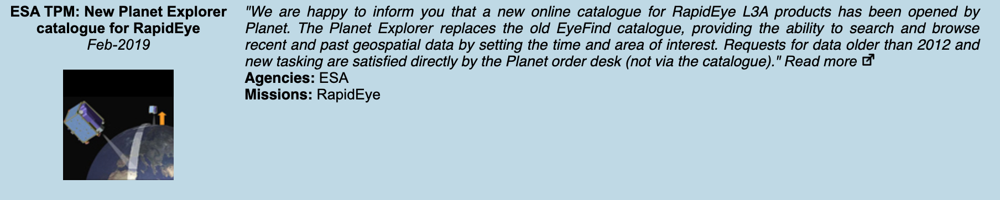 ESA TPM: New Planet Explorer
catalogue for RapidEye
Feb-2019
"We are happy to inform you that a new online catalogue for RapidEye L3A products has been opened by
Planet. The Planet Explorer replaces the old EyeFind catalogue, providing the ability to search and browse
recent and past geospatial data by setting the time and area of interest. Requests for data older than 2012 and
new tasking are satisfied directly by the Planet order desk (not via the catalogue)." Read more
Agencies: ESA
Missions: RapidEye